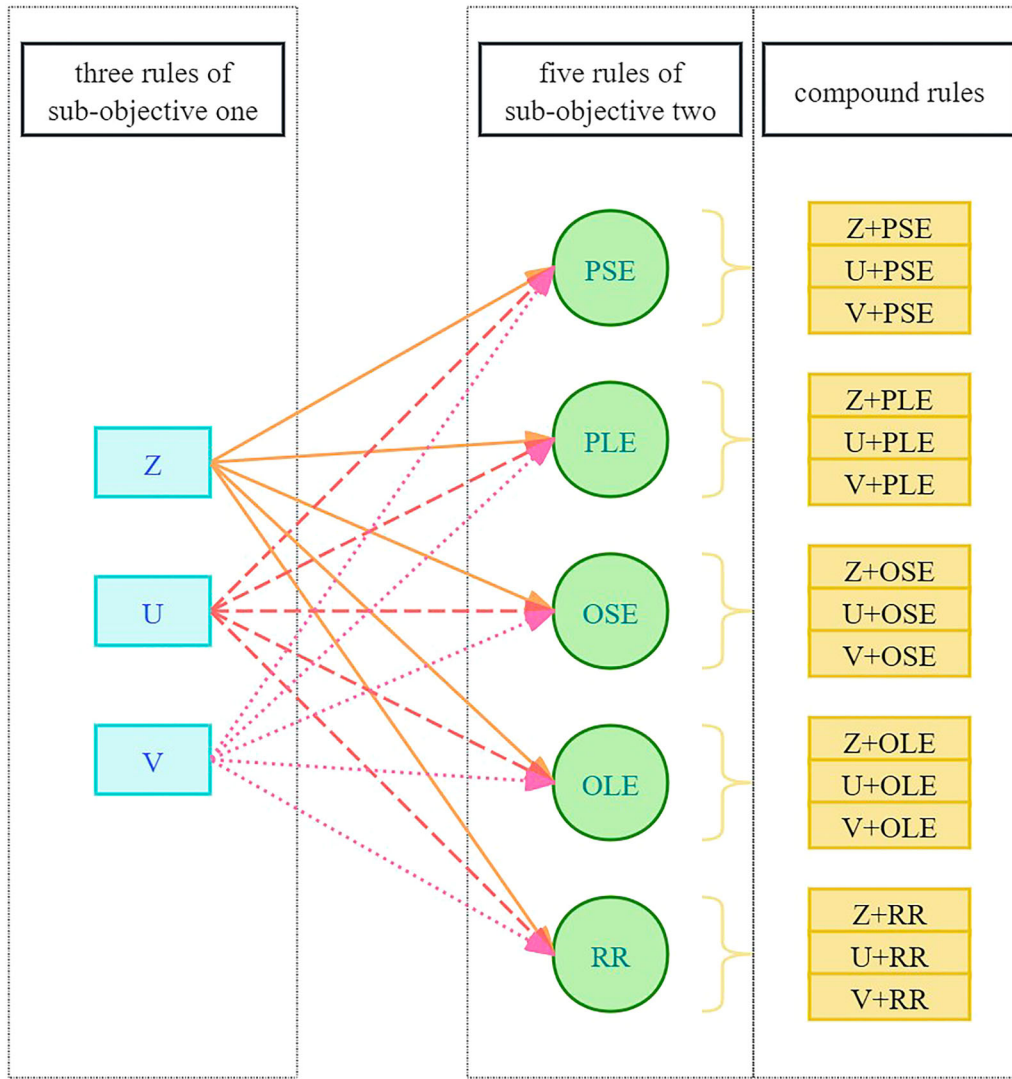 three rules of
sub-objective one
five rules of
sub-objective two
compound rules
Z
U
V
PSE
PLE
OSE
OLE
RR
Z+PSE
U+PSE
V+PSE
Z+PLE
U+PLE
V+PLE
Z+OSE
U+OSE
V+OSE
Z+OLE
U+OLE
V+OLE
Z+RR
U+RR
V+RR